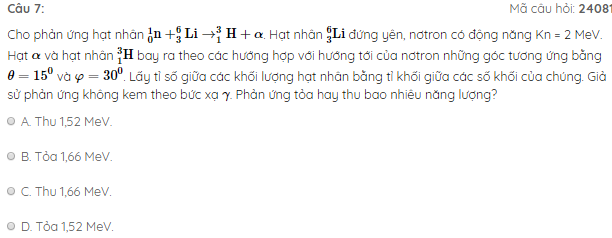 Câu 7: Mã câu hỏi: 24081
Cho phản ứng hạt nhân ¹₀n + ⁶₃Li → ³₁H + α. Hạt nhân ⁶₃Li đứng yên, nơtron có động năng Kn = 2 MeV.
Hạt α và hạt nhân ³₁H bay ra theo các hướng hợp với hướng tới của nơtron những góc tương ứng bằng
θ = 15⁰ và φ = 30⁰. Lấy tỉ số giữa các khối lượng hạt nhân bằng tỉ khối giữa các số khối của chúng. Giả
sử phản ứng không kem theo bức xạ γ. Phản ứng tỏa hay thu bao nhiêu năng lượng?
A. Thu 1,52 MeV.
B. Tỏa 1,66 MeV.
C. Thu 1,66 MeV.
D. Tỏa 1,52 MeV.